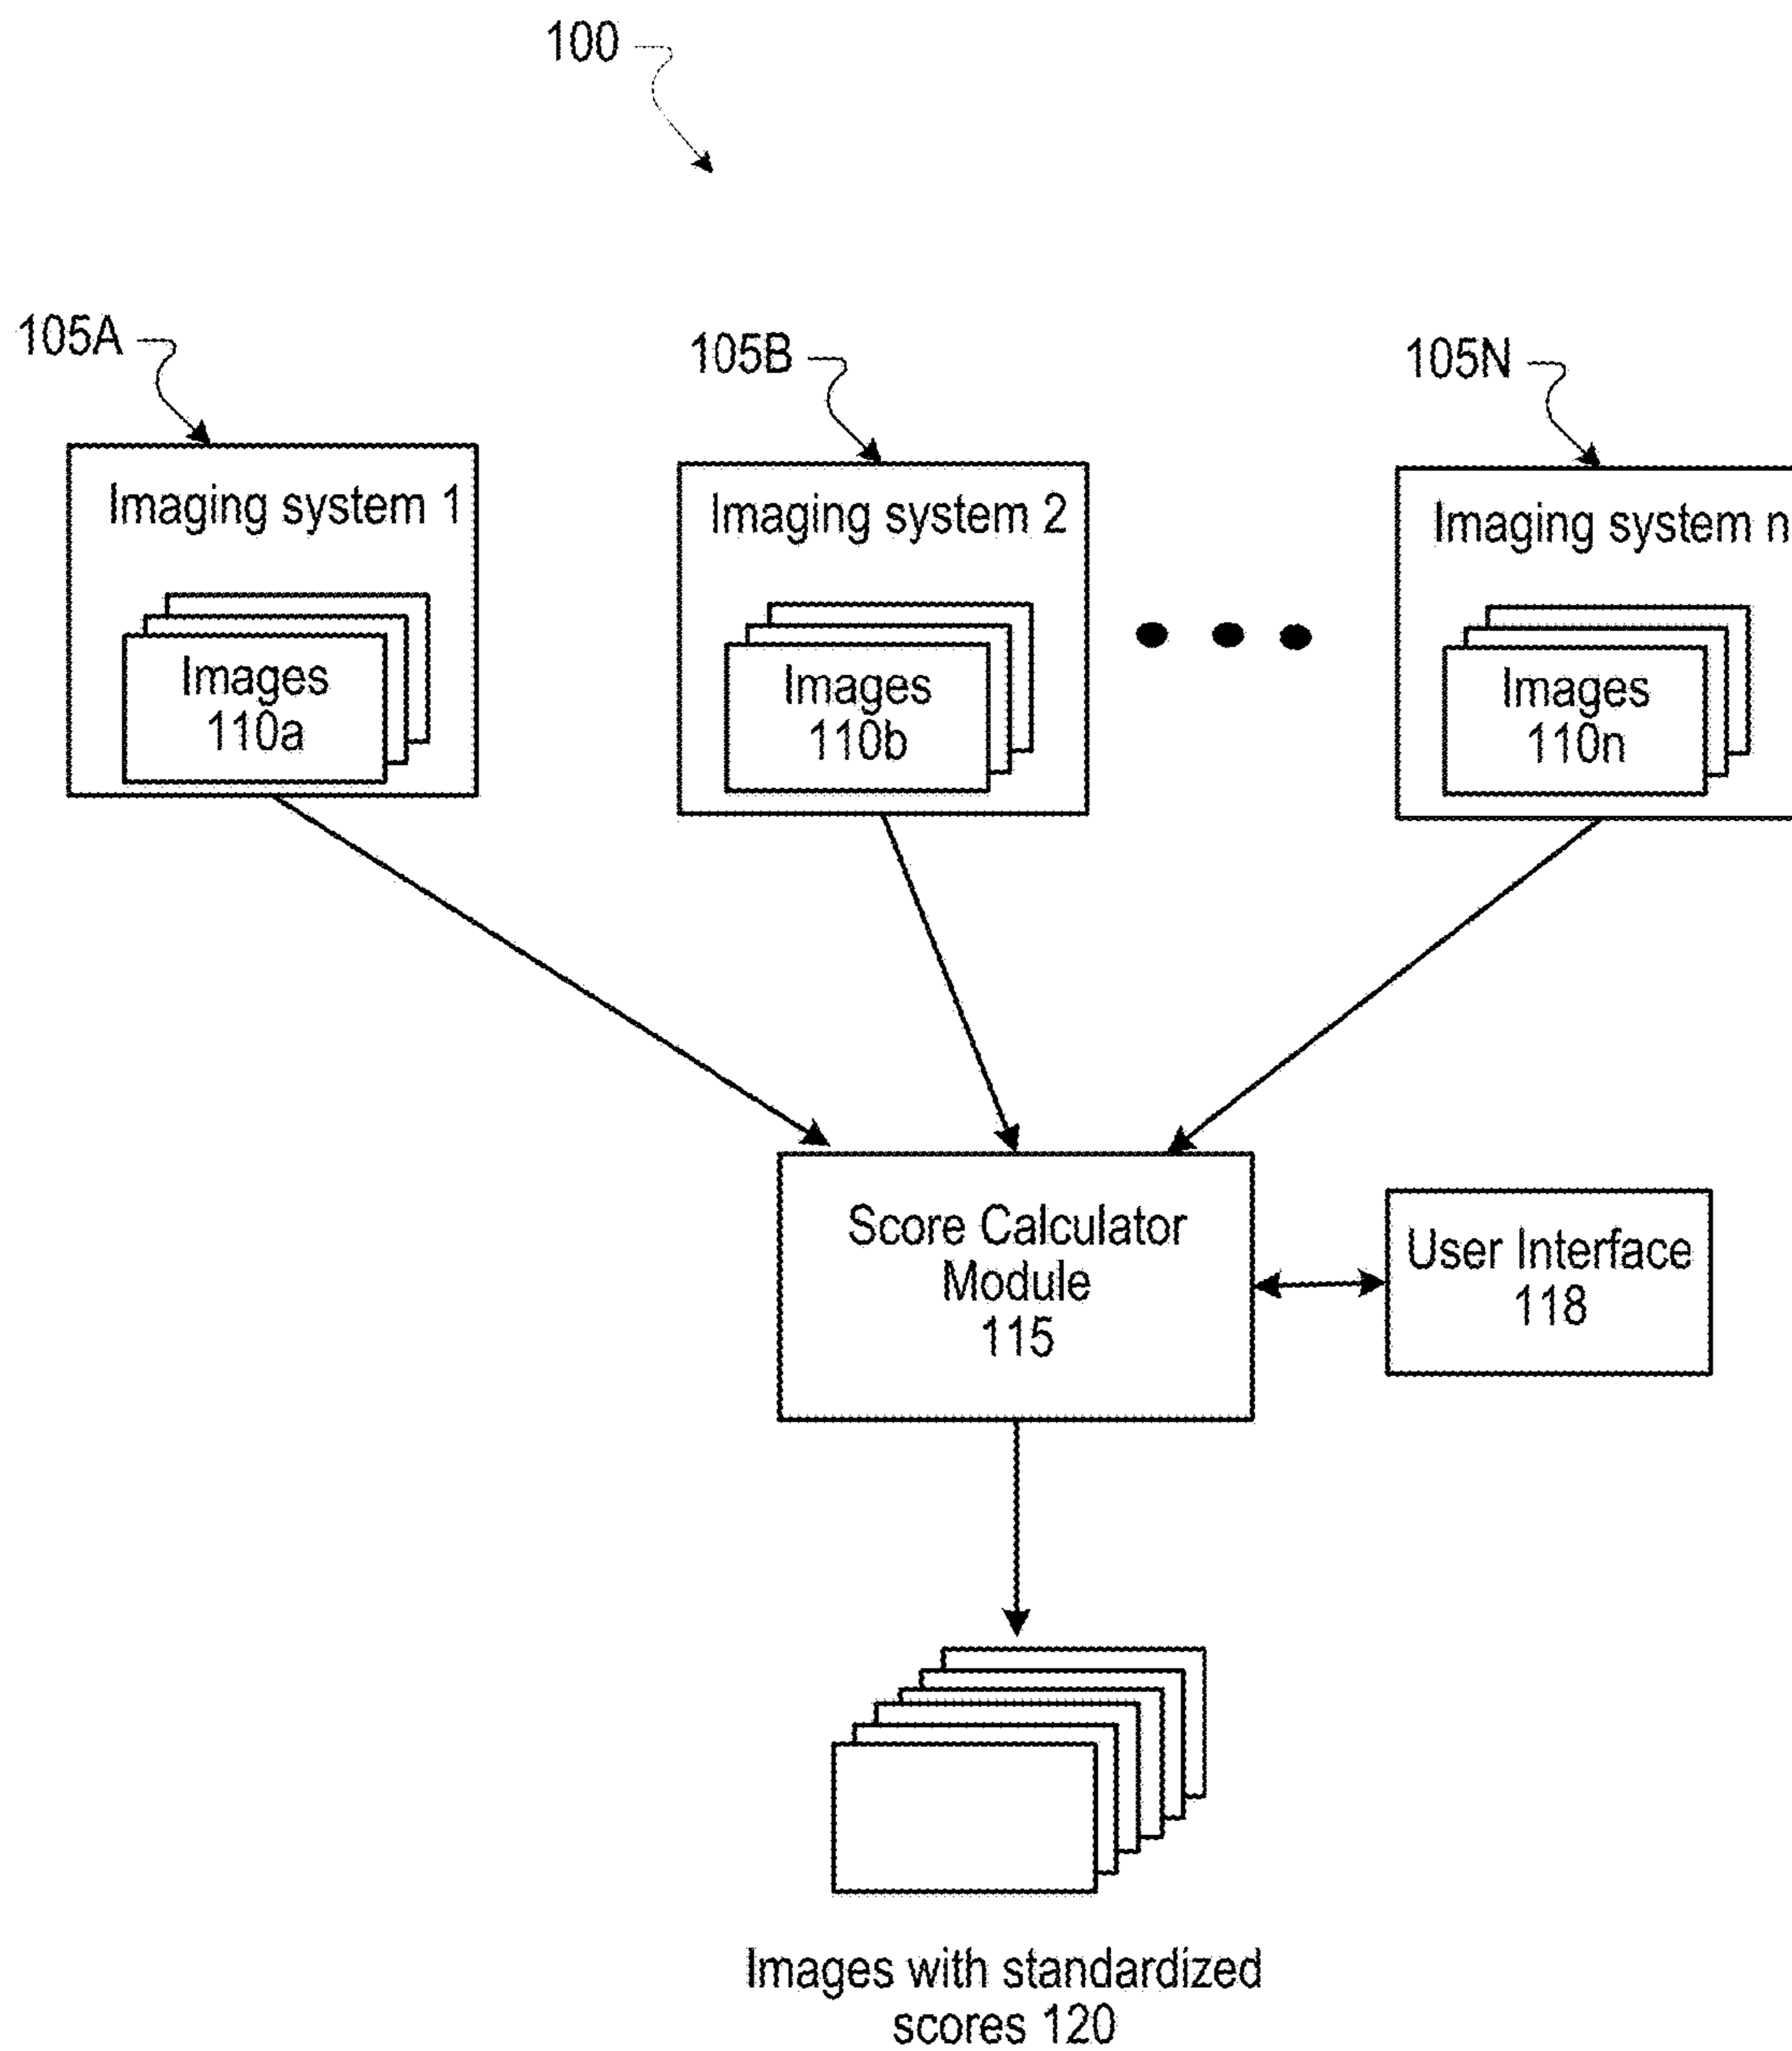 100
105A
105B
105N
Imaging system 1
Imaging system 2
Imaging system n
Images
110a
Images
110b
Images
110n
Score Calculator
Module
115
User Interface
118
Images with standardized
scores 120